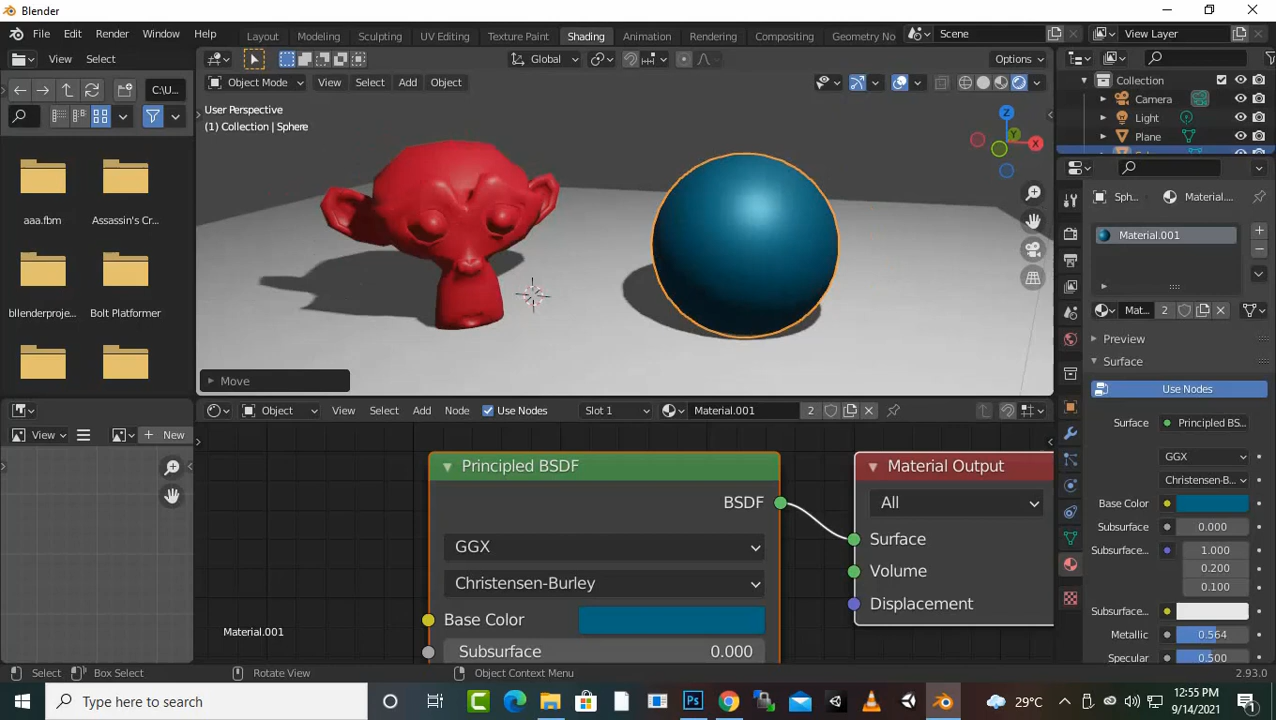 Blender
File Edit Render Window Help Layout Modeling Sculpting UV Editing Texture Paint Shading Animation Rendering Compositing Geometry No Scene View Layer
View Select
C:\U...
aaa.fbm Assassin's Cr...
bllenderproje... Bolt Platformer
View New
Global Options
Object Mode View Select Add Object
User Perspective
(1) Collection | Sphere
Z
Y
X
Move
Object View Select Add Node Use Nodes Slot 1 Material.001 2
Principled BSDF
BSDF
GGX
Christensen-Burley
Base Color
Subsurface 0.000
Material Output
All
Surface
Volume
Displacement
Material.001
Collection
Camera
Light
Plane
Sph... Material.001
Material.001
Mat... 2
Preview
Surface
Use Nodes
Surface Principled BS...
GGX
Christensen-B...
Base Color
Subsurface 0.000
Subsurface... 1.000
0.200
0.100
Subsurface...
Metallic 0.564
Specular 0.500
Select Box Select Rotate View Object Context Menu 2.93.0
Type here to search
Ps
29°C
12:55 PM
9/14/2021
1